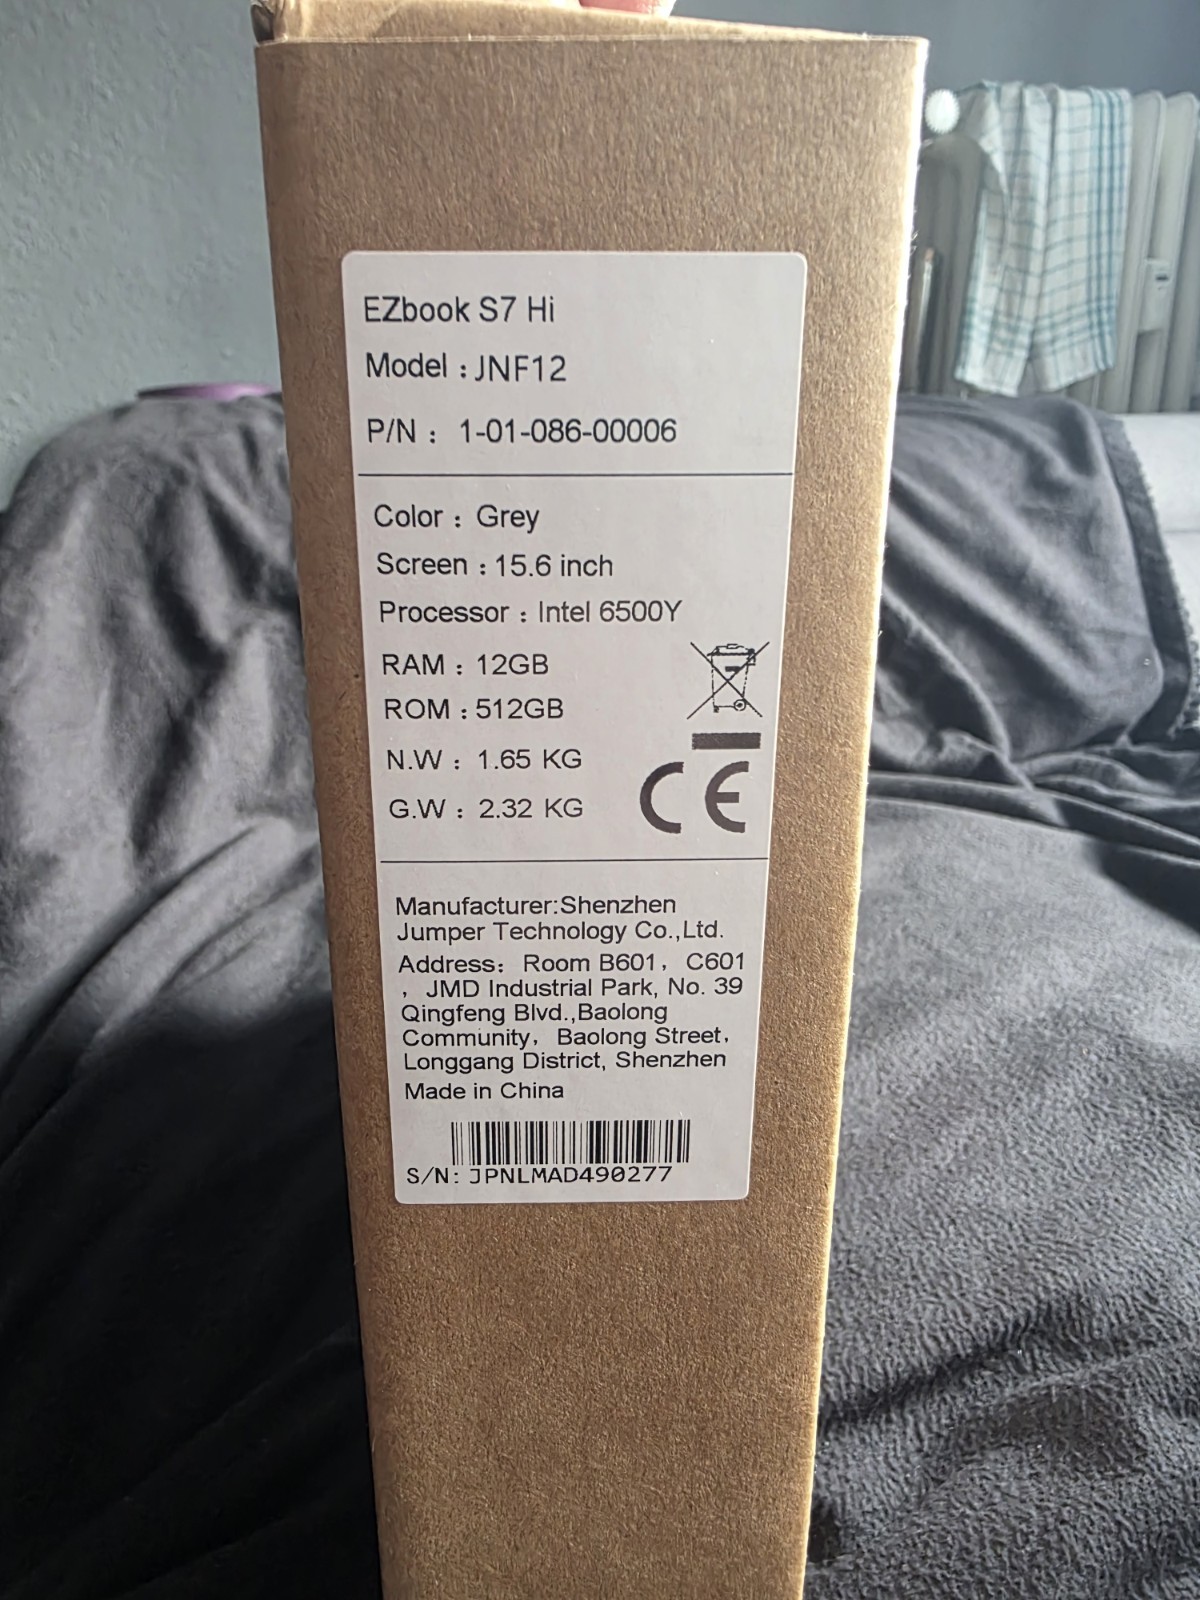 EZbook S7 Hi
Model : JNF12
P/N : 1-01-086-00006
Color : Grey
Screen : 15.6 inch
Processor : Intel 6500Y
RAM : 12GB
ROM : 512GB
N.W : 1.65 KG
G.W : 2.32 KG
CE
Manufacturer:Shenzhen
Jumper Technology Co.,Ltd.
Address: Room B601, C601
, JMD Industrial Park, No. 39
Qingfeng Blvd.,Baolong
Community, Baolong Street,
Longgang District, Shenzhen
Made in China
S/N: JPNLMAD490277